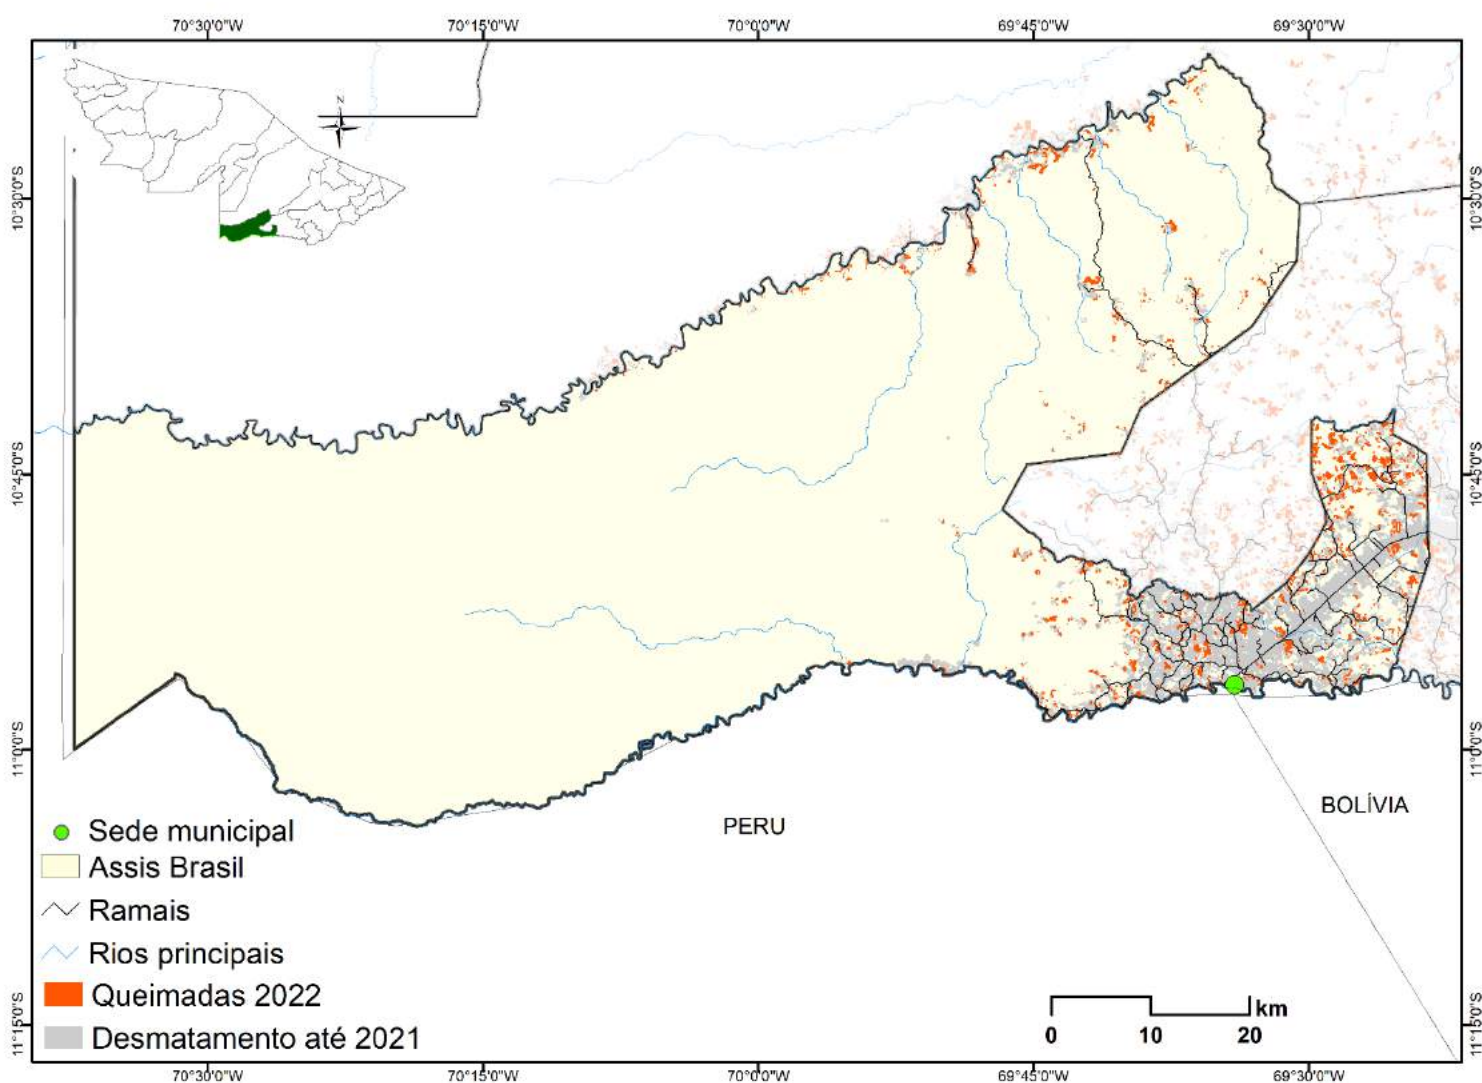 70°30'0"W 70°15'0"W 70°0'0"W 69°45'0"W 69°30'0"W
N
10°30'0"S 10°30'0"S
10°45'0"S 10°45'0"S
11°0'0"S 11°0'0"S
PERU
BOLÍVIA
Sede municipal
Assis Brasil
Ramais
Rios principais
Queimadas 2022
Desmatamento até 2021
km
0 10 20
11°15'0"S 11°15'0"S
70°30'0"W 70°15'0"W 70°0'0"W 69°45'0"W 69°30'0"W